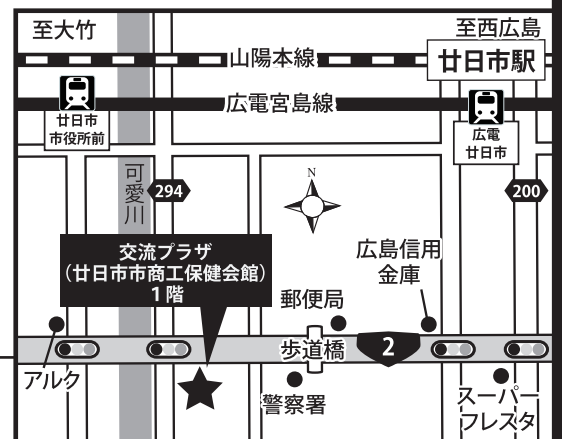 至大竹
至西広島
山陽本線
廿日市駅
広電宮島線
廿日市
市役所前
広電
廿日市
可愛川
294
200
N
交流プラザ
（廿日市市商工保健会館）
1階
広島信用
金庫
郵便局
歩道橋
2
アルク
警察署
スーパー
フレスタ